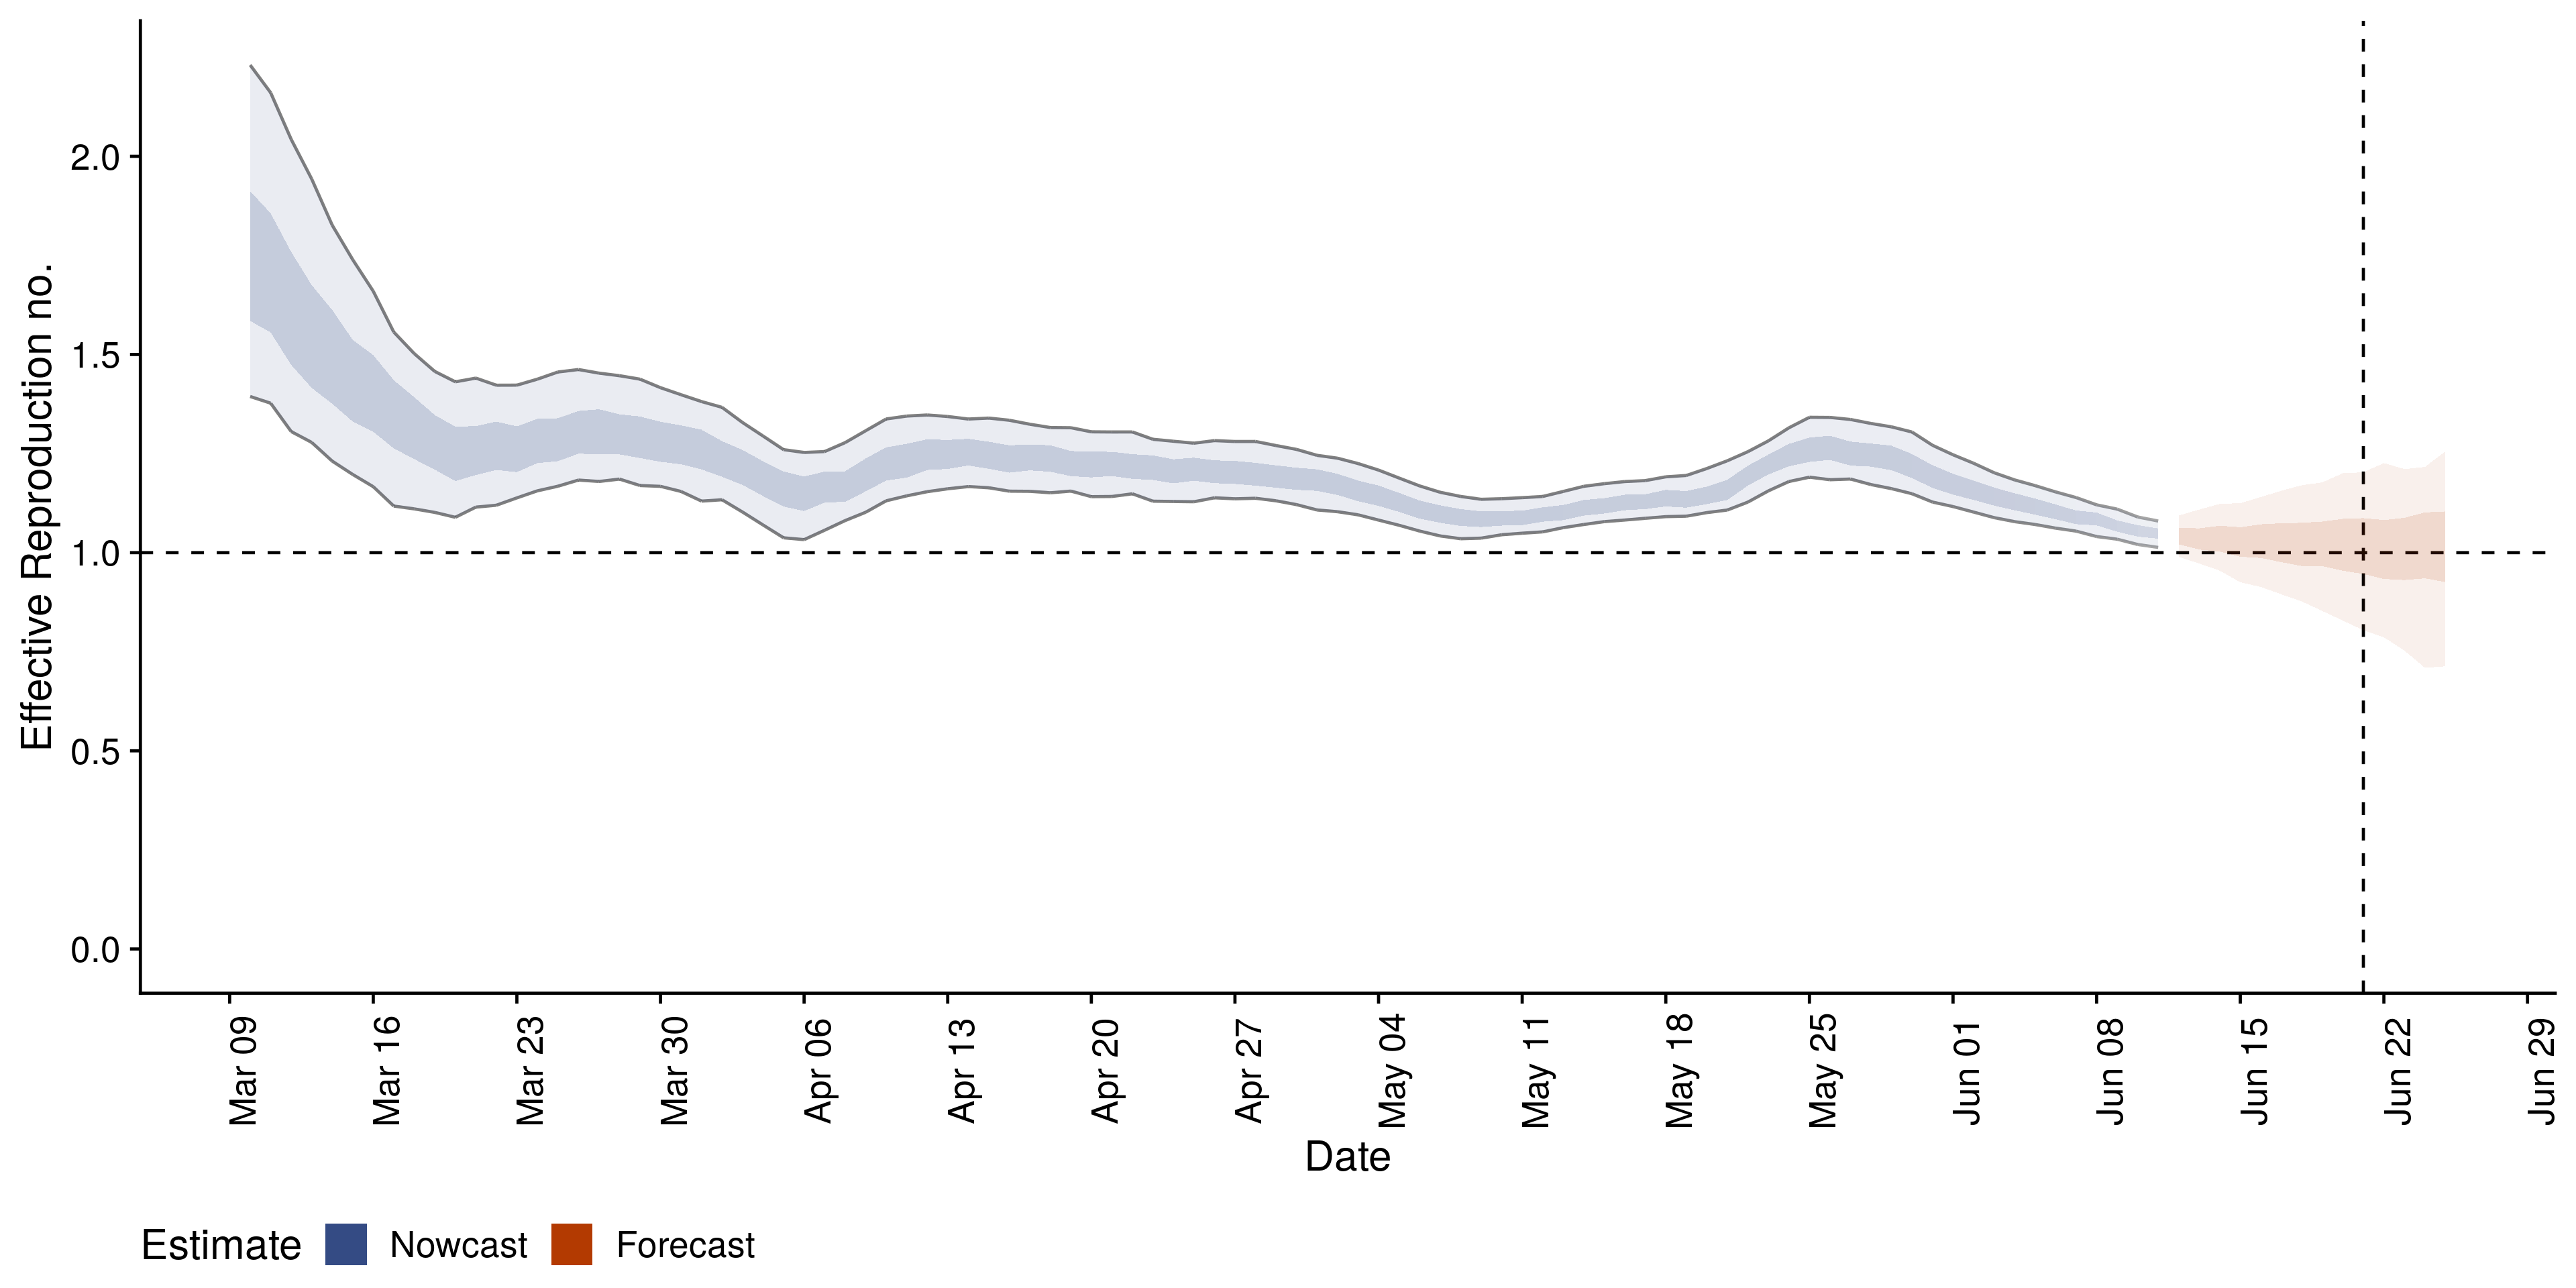 Effective Reproduction no.
2.0
1.5
1.0
0.5
0.0
Mar 09
Mar 16
Mar 23
Mar 30
Apr 06
Apr 13
Apr 20
Apr 27
May 04
May 11
May 18
May 25
Jun 01
Jun 08
Jun 15
Jun 22
Jun 29
Date
Estimate Nowcast Forecast